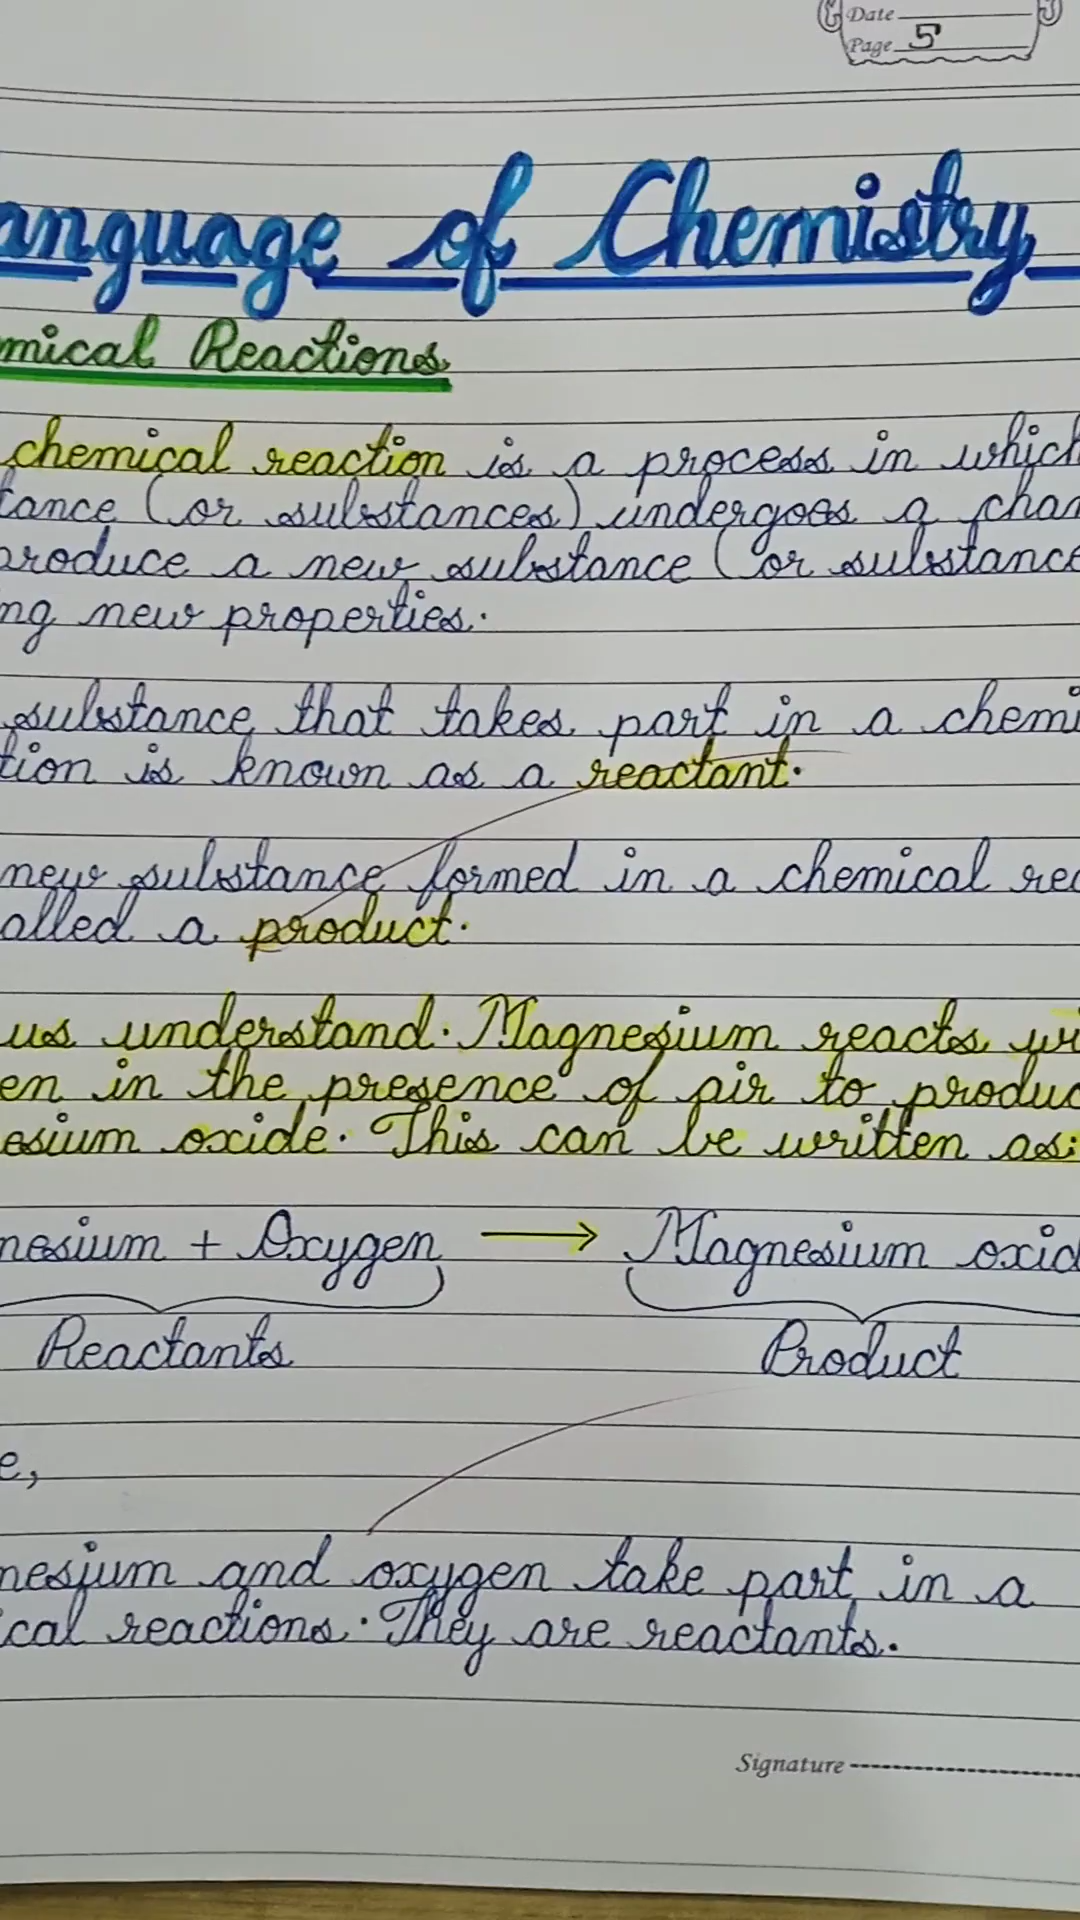 Date
Page 5
anguage of Chemistry
mical Reactions
chemical reaction is a process in which
tance (or substances) undergoes a chan
produce a new substance (or substance
ng new properties.
substance that takes part in a chemi
tion is known as a reactant.
new substance formed in a chemical rea
alled a product.
us understand. Magnesium reacts wi
en in the presence of air to produc
esium oxide. This can be written as:
nesium + Oxygen → Magnesium oxid
Reactants Product
e,
nesium and oxygen take part in a
ical reactions. They are reactants.
Signature